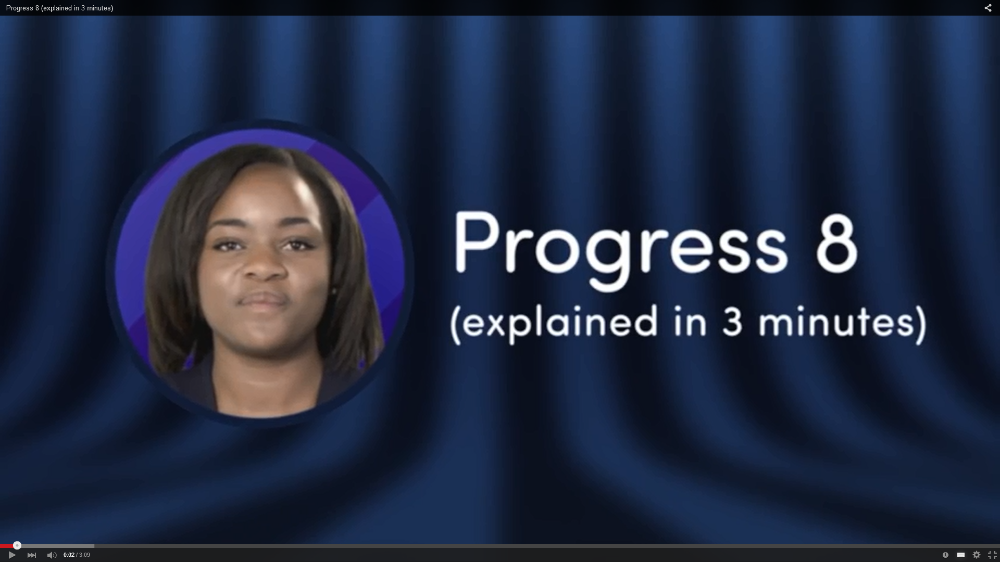 Progress 8 (explained in 3 minutes)
Progress 8
(explained in 3 minutes)
0:02 / 3:09